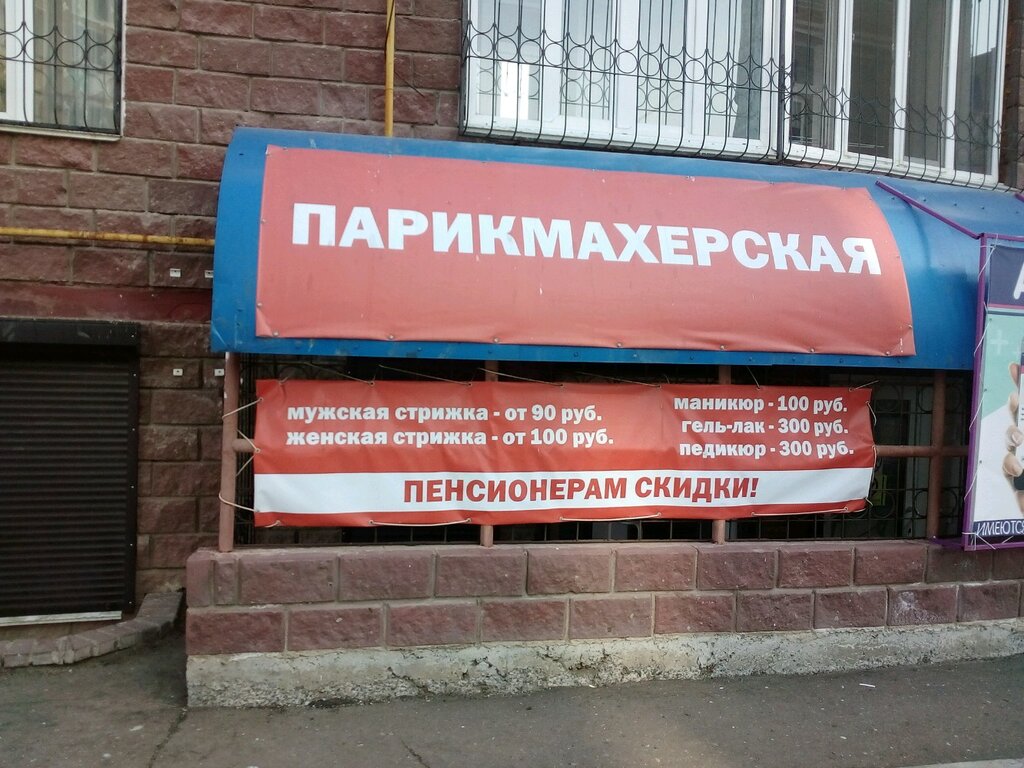 ПАРИКМАХЕРСКАЯ
мужская стрижка - от 90 руб.
женская стрижка - от 100 руб.
маникюр - 100 руб.
гель-лак - 300 руб.
педикюр - 300 руб.
ПЕНСИОНЕРАМ СКИДКИ!